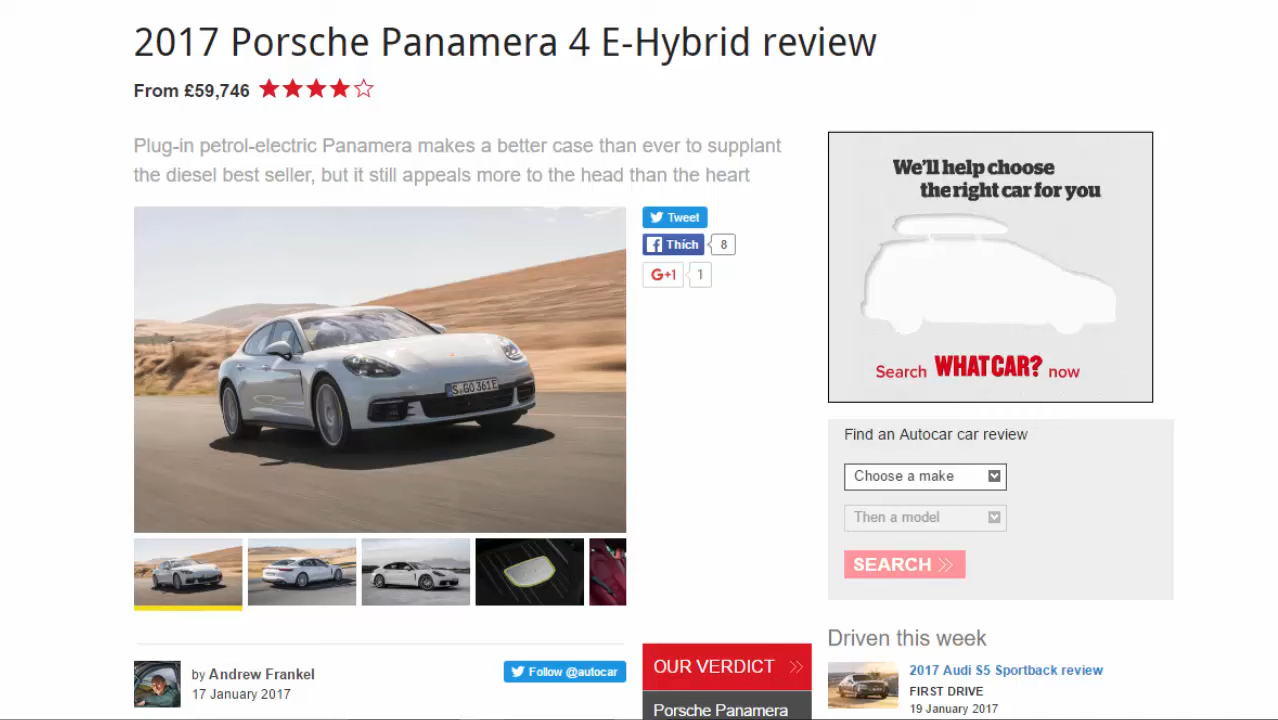 2017 Porsche Panamera 4 E-Hybrid review
From £59,746
Plug-in petrol-electric Panamera makes a better case than ever to supplant
the diesel best seller, but it still appeals more to the head than the heart
Tweet
Thích 8
G+1 1
S·GO 361E
by Andrew Frankel
17 January 2017
Follow @autocar
OUR VERDICT
Porsche Panamera
We'll help choose
the right car for you
Search WHATCAR? now
Find an Autocar car review
Choose a make
Then a model
SEARCH
Driven this week
2017 Audi S5 Sportback review
FIRST DRIVE
19 January 2017